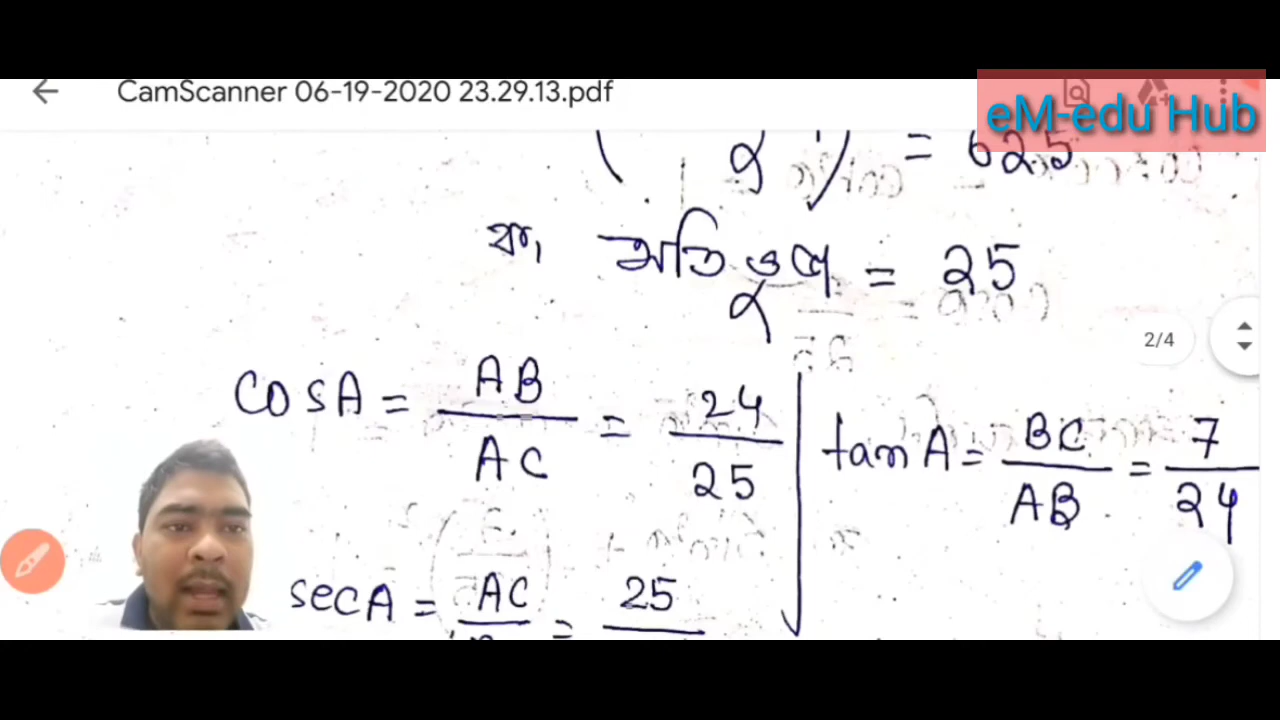 CamScanner 06-19-2020 23.29.13.pdf
eM-edu Hub
= 625
বা, অতিভুজ = 25
2/4
cosA = AB/AC = 24/25
tanA = BC/AB = 7/24
secA = AC = 25